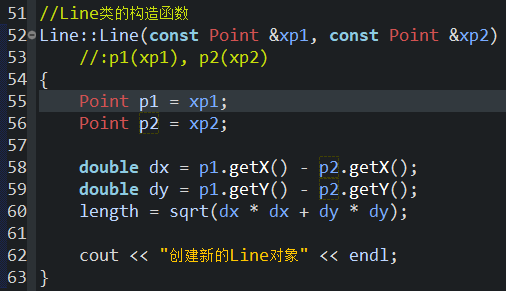 51 //Line类的构造函数
52 Line::Line(const Point &xp1, const Point &xp2)
53     //:p1(xp1), p2(xp2)
54 {
55     Point p1 = xp1;
56     Point p2 = xp2;
57
58     double dx = p1.getX() - p2.getX();
59     double dy = p1.getY() - p2.getY();
60     length = sqrt(dx * dx + dy * dy);
61
62     cout << "创建新的Line对象" << endl;
63 }